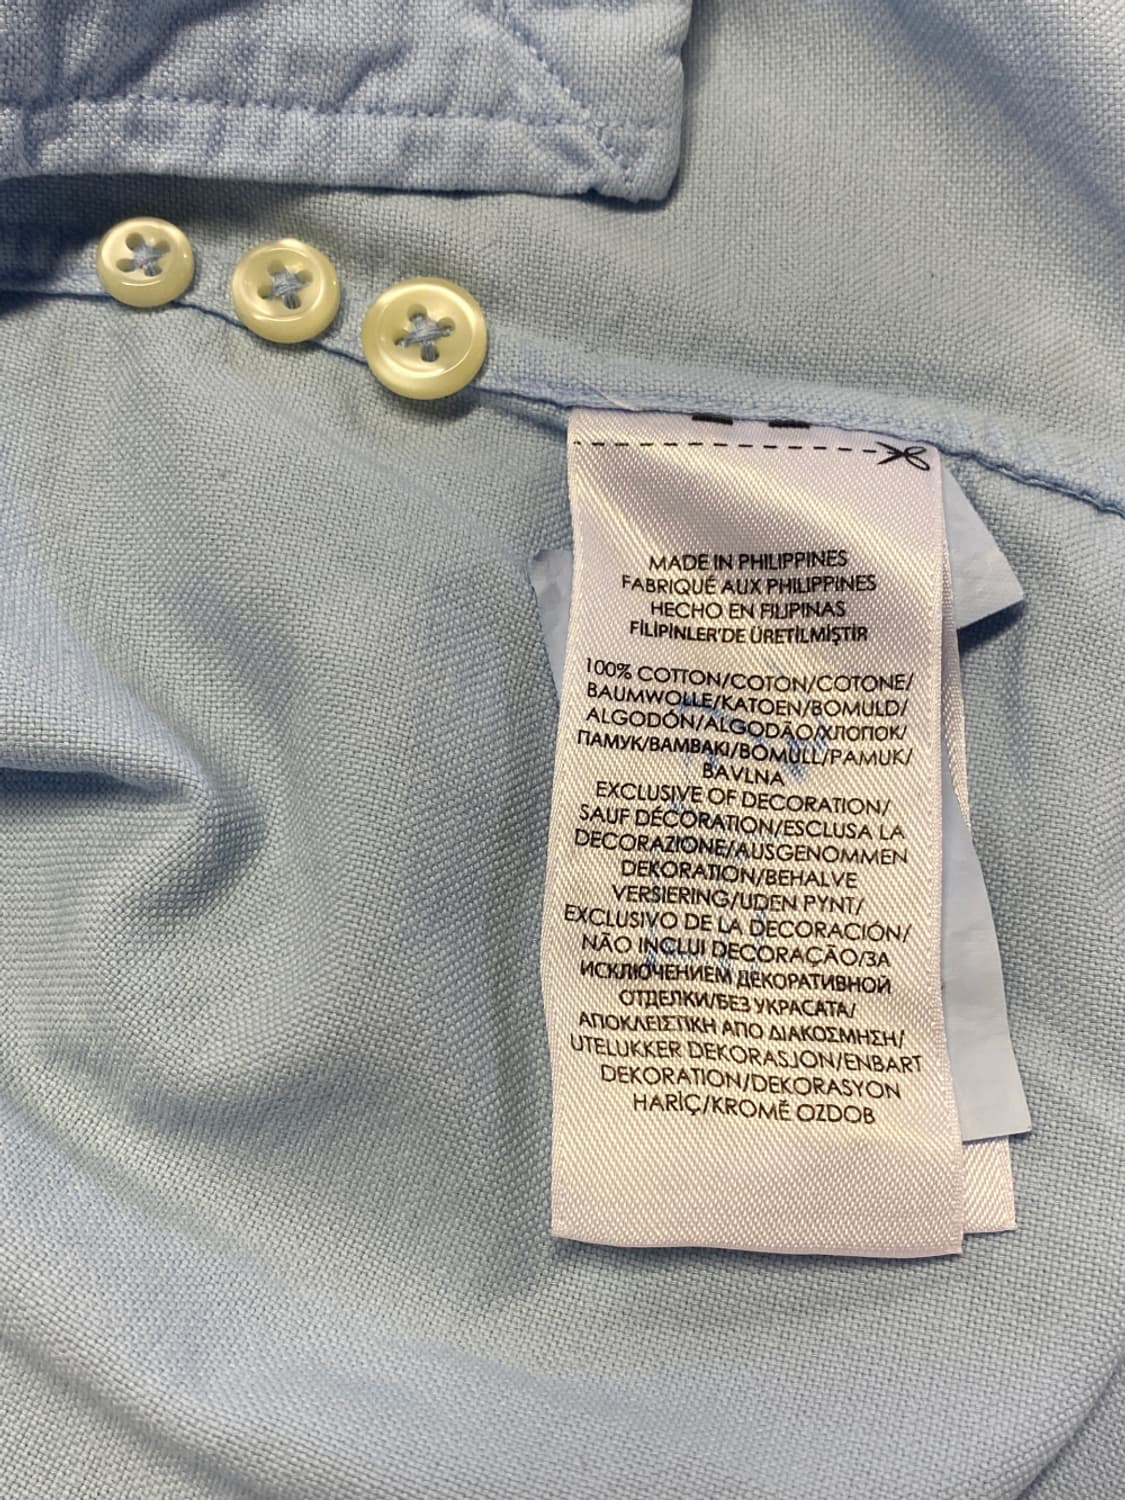 MADE IN PHILIPPINES
FABRIQUÉ AUX PHILIPPINES
HECHO EN FILIPINAS
FİLİPİNLER'DE ÜRETİLMİŞTİR
100% COTTON/COTON/COTONE/
BAUMWOLLE/KATOEN/BOMULD/
ALGODÓN/ALGODÃO/ХЛОПОК/
ПАМУК/ΒΑΜΒΑΚΙ/BOMULL/PAMUK/
BAVLNA
EXCLUSIVE OF DECORATION/
SAUF DÉCORATION/ESCLUSA LA
DECORAZIONE/AUSGENOMMEN
DEKORATION/BEHALVE
VERSIERING/UDEN PYNT/
EXCLUSIVO DE LA DECORACIÓN/
NÃO INCLUI DECORAÇÃO/ЗА
ИСКЛЮЧЕНИЕМ ДЕКОРАТИВНОЙ
ОТДЕЛКИ/БЕЗ УКРАСАТА/
ΑΠΟΚΛΕΙΣΤΙΚΗ ΑΠΟ ΔΙΑΚΟΣΜΗΣΗ/
UTELUKKER DEKORASJON/ENBART
DEKORATION/DEKORASYON
HARİÇ/KROMĚ OZDOB